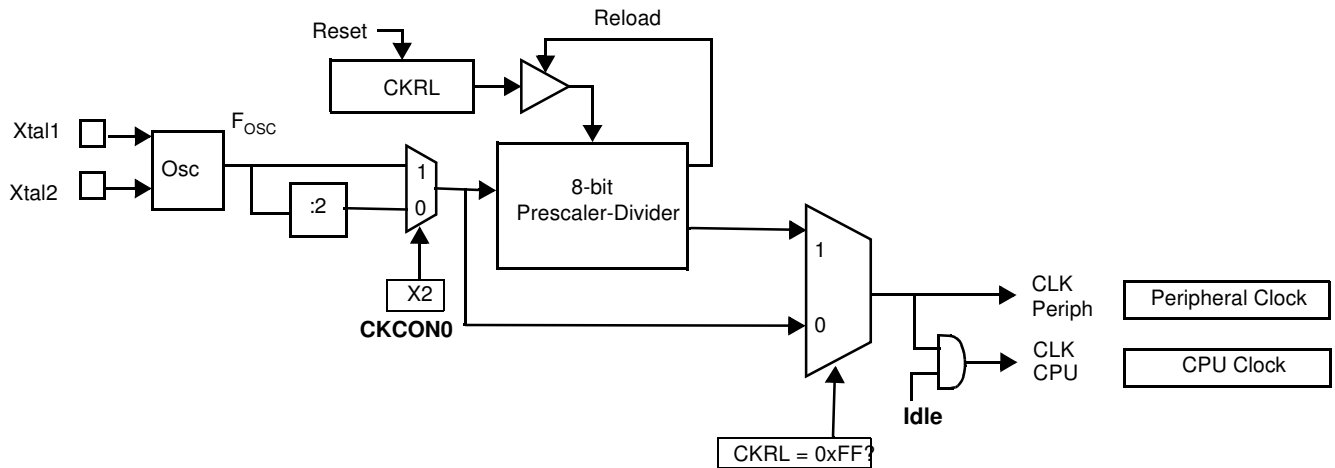 Reload
Reset
CKRL
Xtal1
Xtal2
Osc
FOSC
:2
1
0
X2
CKCON0
8-bit
Prescaler-Divider
1
0
CKRL = 0xFF?
CLK
Periph
Peripheral Clock
CLK
CPU
CPU Clock
Idle